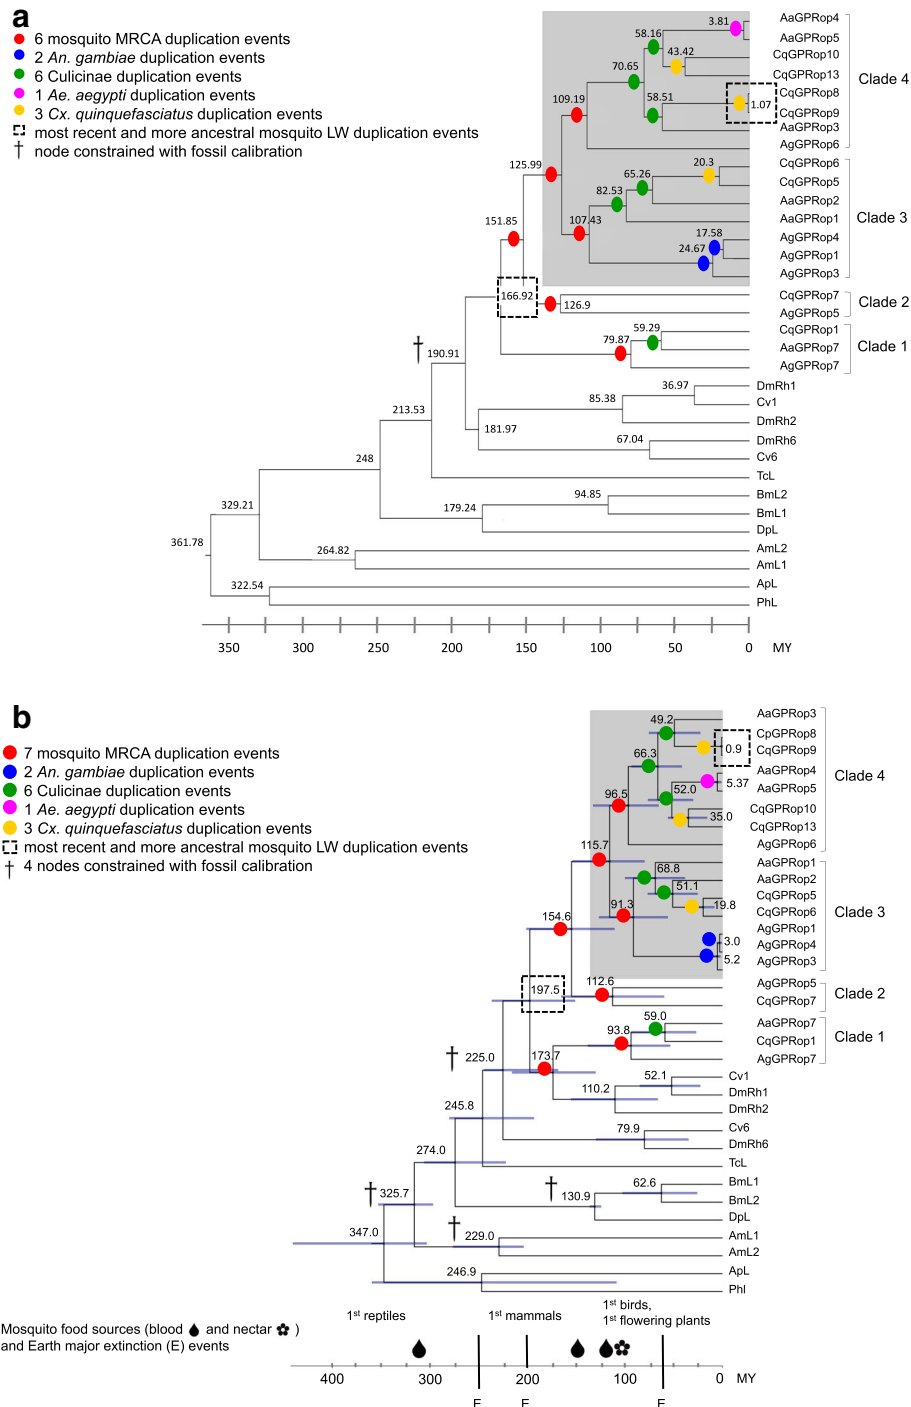 a
6 mosquito MRCA duplication events
2 An. gambiae duplication events
6 Culicinae duplication events
1 Ae. aegypti duplication events
3 Cx. quinquefasciatus duplication events
most recent and more ancestral mosquito LW duplication events
† node constrained with fossil calibration
3.81
AaGPRop4
58.16
AaGPRop5
43.42
CqGPRop10
70.65
CqGPRop13
Clade 4
CqGPRop8
109.19
58.51
1.07
CqGPRop9
AaGPRop3
AgGPRop6
125.99
20.3
CqGPRop6
65.26
CqGPRop5
82.53
AaGPRop2
151.85
107.43
AaGPRop1
Clade 3
17.58
AgGPRop4
24.67
AgGPRop1
AgGPRop3
166.92
CqGPRop7
126.9
Clade 2
AgGPRop5
59.29
CqGPRop1
79.87
AaGPRop7
Clade 1
† 190.91
AgGPRop7
36.97
DmRh1
85.38
Cv1
213.53
DmRh2
181.97
67.04
DmRh6
248
Cv6
TcL
94.85
BmL2
329.21
179.24
BmL1
DpL
361.78
264.82
AmL2
AmL1
322.54
ApL
PhL
350 300 250 200 150 100 50 0 MY
b
7 mosquito MRCA duplication events
2 An. gambiae duplication events
6 Culicinae duplication events
1 Ae. aegypti duplication events
3 Cx. quinquefasciatus duplication events
most recent and more ancestral mosquito LW duplication events
† 4 nodes constrained with fossil calibration
49.2
AaGPRop3
CpGPRop8
0.9
CqGPRop9
66.3
AaGPRop4
Clade 4
52.0
5.37
AaGPRop5
96.5
CqGPRop10
35.0
CqGPRop13
115.7
AgGPRop6
AaGPRop1
68.8
AaGPRop2
51.1
CqGPRop5
91.3
19.8
CqGPRop6
Clade 3
154.6
AgGPRop1
3.0
AgGPRop4
5.2
AgGPRop3
197.5
112.6
AgGPRop5
Clade 2
CqGPRop7
59.0
AaGPRop7
93.8
CqGPRop1
Clade 1
† 225.0
173.7
AgGPRop7
52.1
Cv1
110.2
DmRh1
245.8
DmRh2
79.9
Cv6
274.0
DmRh6
TcL
† 325.7
† 130.9
62.6
BmL1
BmL2
DpL
347.0
† 229.0
AmL1
AmL2
246.9
ApL
Phl
1st reptiles
1st mammals
1st birds,
1st flowering plants
Mosquito food sources (blood and nectar )
and Earth major extinction (E) events
400 300 200 100 0 MY
E E E